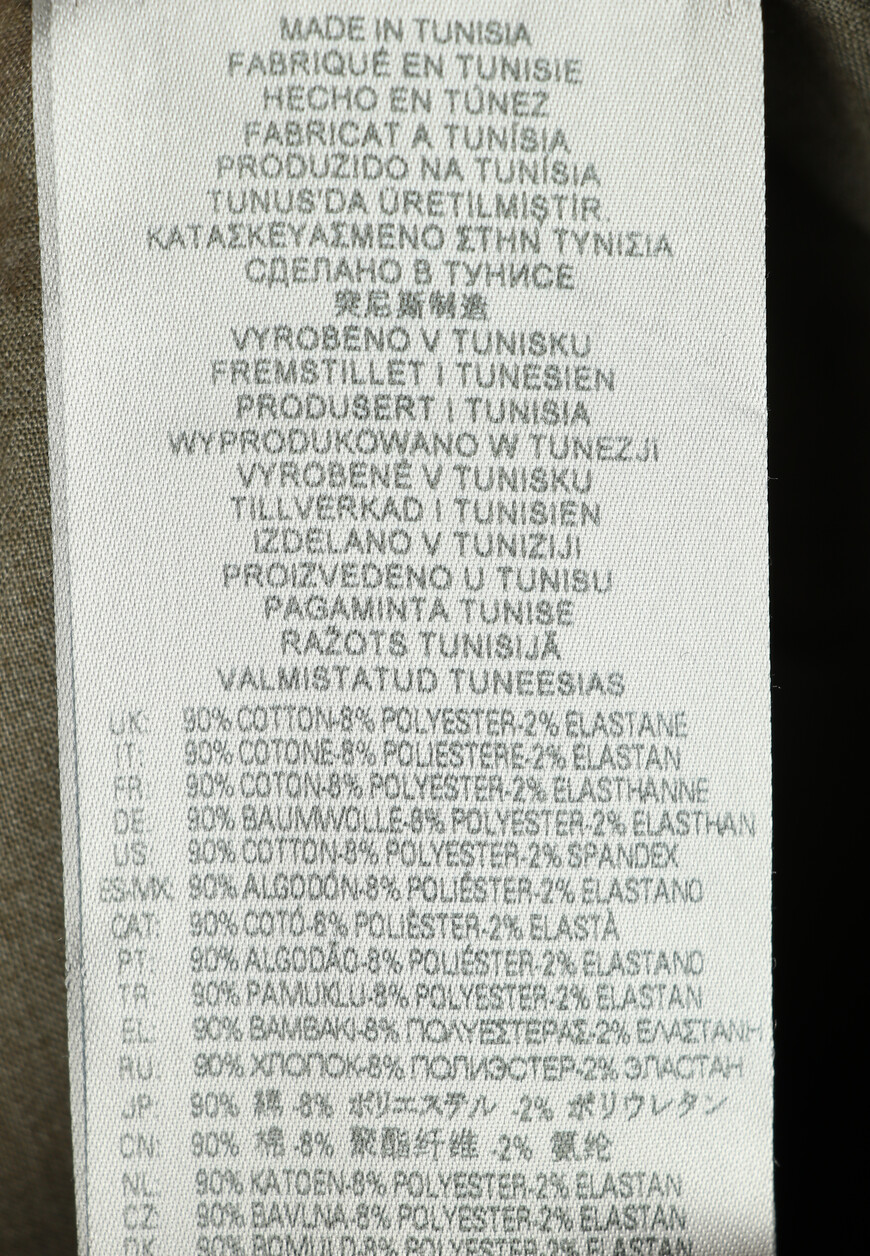 MADE IN TUNISIA
FABRIQUÉ EN TUNISIE
HECHO EN TÚNEZ
FABRICAT A TUNÍSIA
PRODUZIDO NA TUNÍSIA
TUNUS'DA ÜRETILMIŞTIR.
ΚΑΤΑΣΚΕΥΑΣΜΕΝΟ ΣΤΗΝ ΤΥΝΙΣΙΑ
СДЕЛАНО В ТУНИСЕ
突尼斯制造
VYROBENO V TUNISKU
FREMSTILLET I TUNESIEN
PRODUSERT I TUNISIA
WYPRODUKOWANO W TUNEZJI
VYROBENÉ V TUNISKU
TILLVERKAD I TUNISIEN
IZDELANO V TUNIZIJI
PROIZVEDENO U TUNISU
PAGAMINTA TUNISE
RAŽOTS TUNISIJĀ
VALMISTATUD TUNEESIAS
UK: 90% COTTON-8% POLYESTER-2% ELASTANE
IT: 90% COTONE-8% POLIESTERE-2% ELASTAN
FR: 90% COTON-8% POLYESTER-2% ELASTHANNE
DE: 90% BAUMWOLLE-8% POLYESTER-2% ELASTHAN
US: 90% COTTON-8% POLYESTER-2% SPANDEX
ES-MX: 90% ALGODÓN-8% POLIÉSTER-2% ELASTANO
CAT: 90% COTÓ-8% POLIÈSTER-2% ELASTÀ
PT: 90% ALGODÃO-8% POLIÉSTER-2% ELASTANO
TR: 90% PAMUKLU-8% POLYESTER-2% ELASTAN
EL: 90% ΒΑΜΒΑΚΙ-8% ΠΟΛΥΕΣΤΕΡΑΣ-2% ΕΛΑΣΤΑΝΗ
RU: 90% ХЛОПОК-8% ПОЛИЭСТЕР-2% ЭЛАСТАН
JP: 90% 綿 -8% ポリエステル -2% ポリウレタン
CN: 90% 棉 -8% 聚酯纤维 -2% 氨纶
NL: 90% KATOEN-8% POLYESTER-2% ELASTAN
CZ: 90% BAVLNA-8% POLYESTER-2% ELASTAN
DK: 90% BOMULD-8% POLYESTER-2% ELASTAN